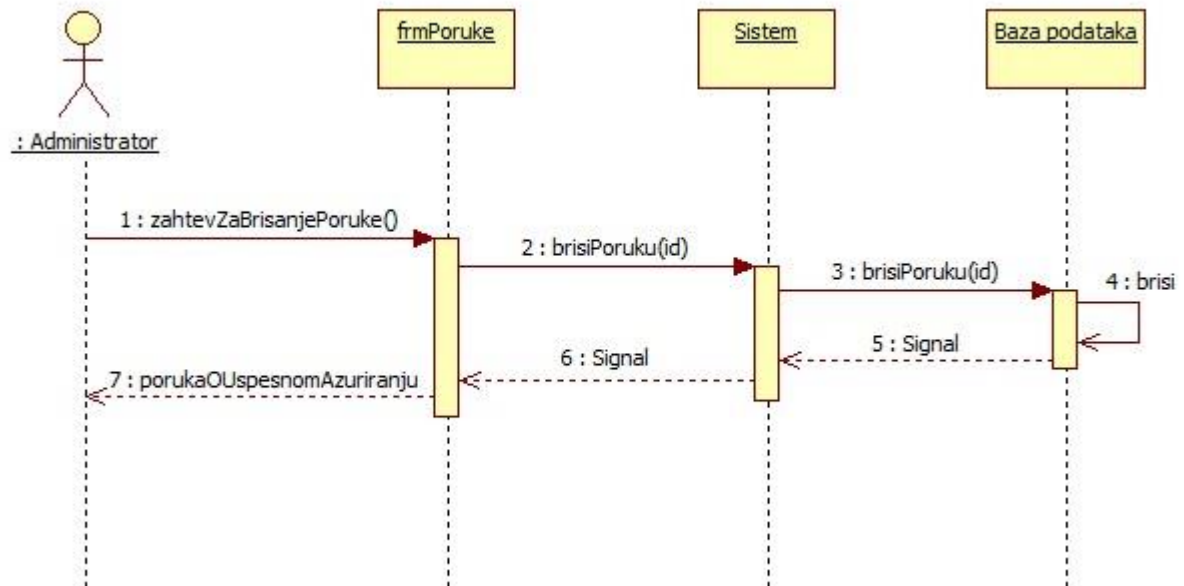 frmPoruke
Sistem
Baza podataka
: Administrator
1 : zahtevZaBrisanjePoruke()
2 : brisiPoruku(id)
3 : brisiPoruku(id)
4 : brisi
5 : Signal
6 : Signal
7 : porukaOUspesnomAzuriranju